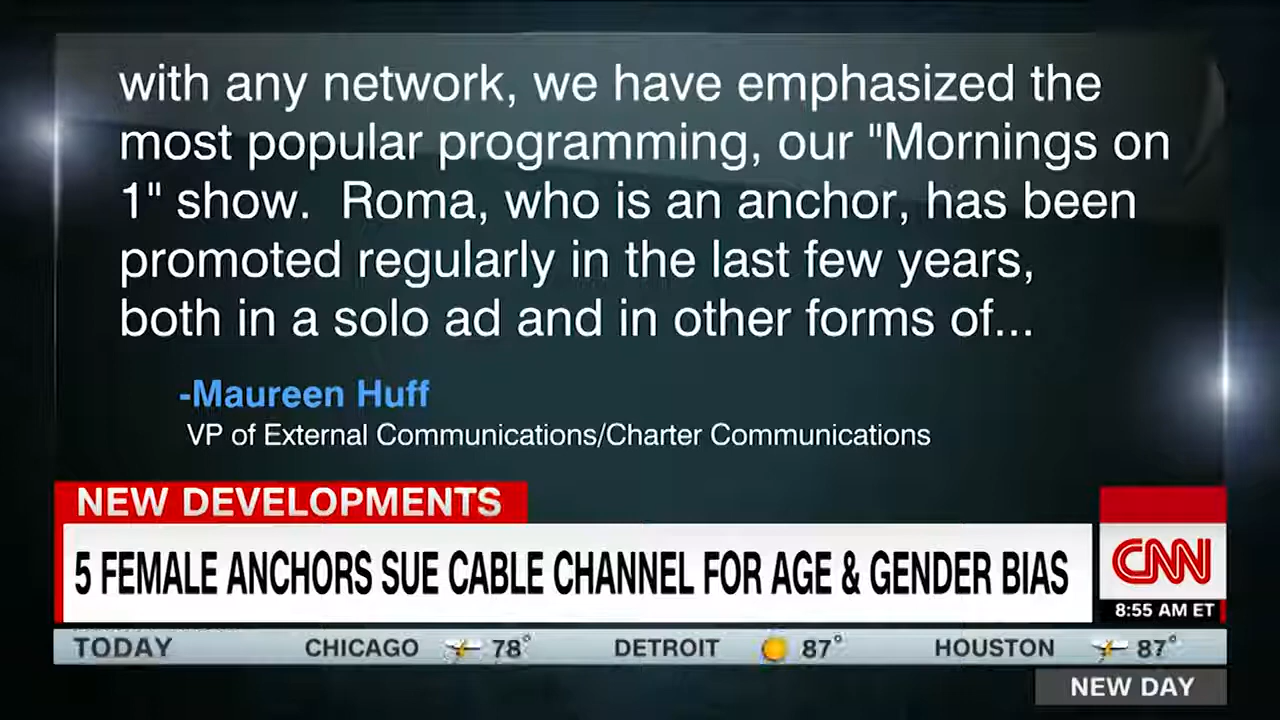 with any network, we have emphasized the
most popular programming, our "Mornings on
1" show.  Roma, who is an anchor, has been
promoted regularly in the last few years,
both in a solo ad and in other forms of...
-Maureen Huff
VP of External Communications/Charter Communications
NEW DEVELOPMENTS
5 FEMALE ANCHORS SUE CABLE CHANNEL FOR AGE & GENDER BIAS
CNN
8:55 AM ET
TODAY CHICAGO 78° DETROIT 87° HOUSTON 87°
NEW DAY